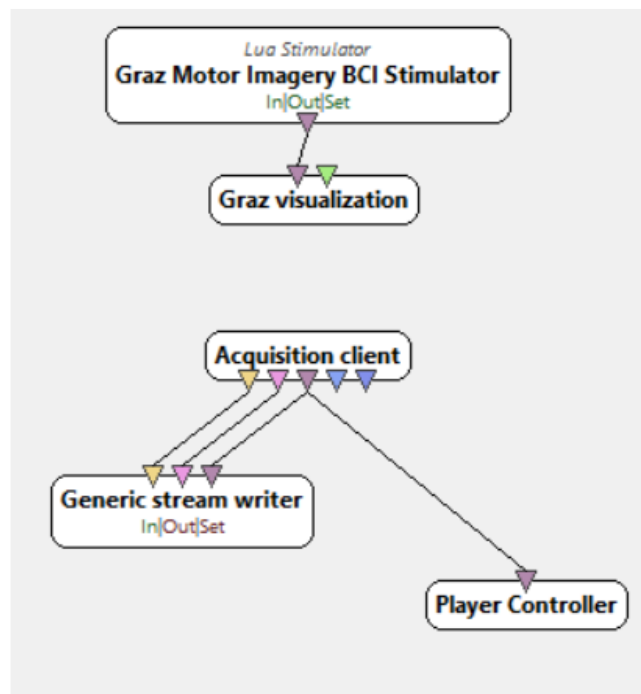 Lua Stimulator
Graz Motor Imagery BCI Stimulator
In|Out|Set
Graz visualization
Acquisition client
Generic stream writer
In|Out|Set
Player Controller